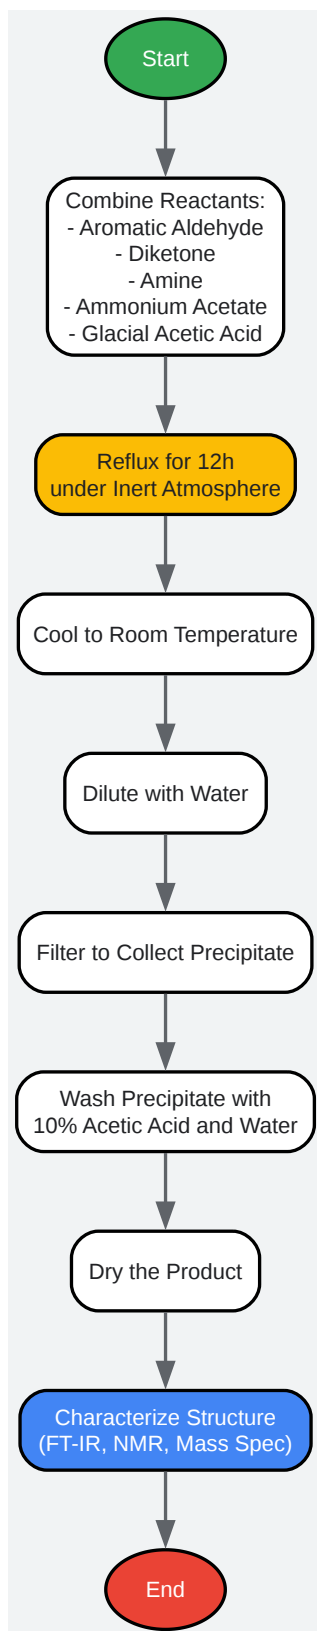 Start
Combine Reactants:
- Aromatic Aldehyde
- Diketone
- Amine
- Ammonium Acetate
- Glacial Acetic Acid
Reflux for 12h
under Inert Atmosphere
Cool to Room Temperature
Dilute with Water
Filter to Collect Precipitate
Wash Precipitate with
10% Acetic Acid and Water
Dry the Product
Characterize Structure
(FT-IR, NMR, Mass Spec)
End